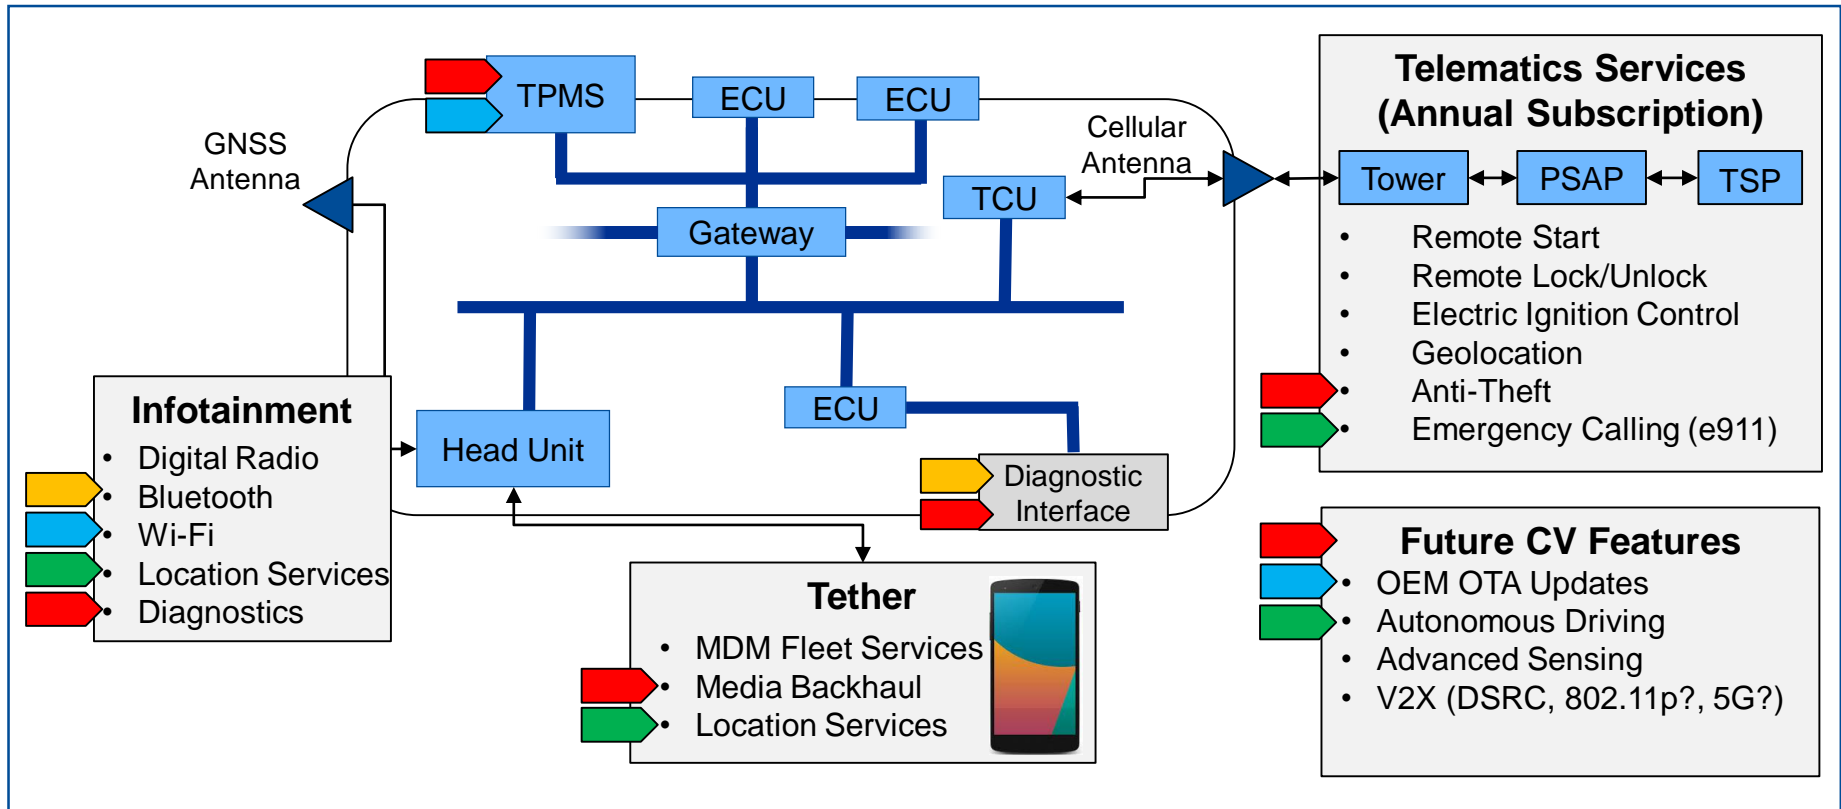 TPMS
ECU
ECU
GNSS
Antenna
Cellular
Antenna
TCU
Gateway
Telematics Services
(Annual Subscription)
Tower
PSAP
TSP
• Remote Start
• Remote Lock/Unlock
• Electric Ignition Control
• Geolocation
• Anti-Theft
• Emergency Calling (e911)
Infotainment
• Digital Radio
• Bluetooth
• Wi-Fi
• Location Services
• Diagnostics
Head Unit
ECU
Diagnostic
Interface
Tether
• MDM Fleet Services
• Media Backhaul
• Location Services
Future CV Features
• OEM OTA Updates
• Autonomous Driving
• Advanced Sensing
• V2X (DSRC, 802.11p?, 5G?)